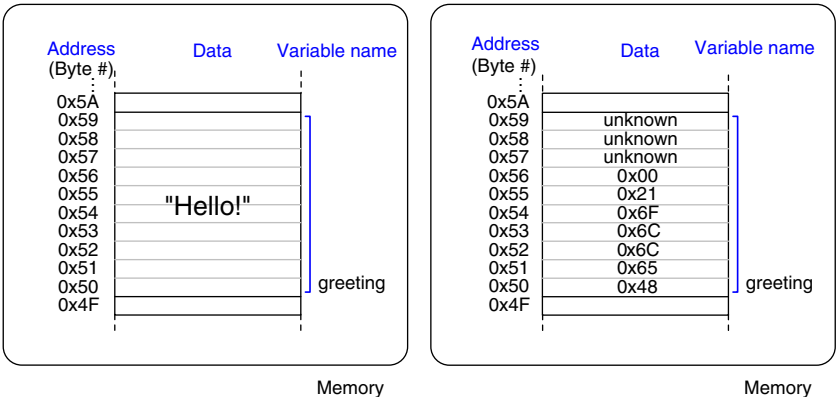 Address Data Variable name
(Byte #)
⋮
0x5A
0x59
0x58
0x57
0x56
0x55
0x54 "Hello!"
0x53
0x52
0x51
0x50 greeting
0x4F
Memory
Address Data Variable name
(Byte #)
⋮
0x5A
0x59 unknown
0x58 unknown
0x57 unknown
0x56 0x00
0x55 0x21
0x54 0x6F
0x53 0x6C
0x52 0x6C
0x51 0x65
0x50 0x48 greeting
0x4F
Memory